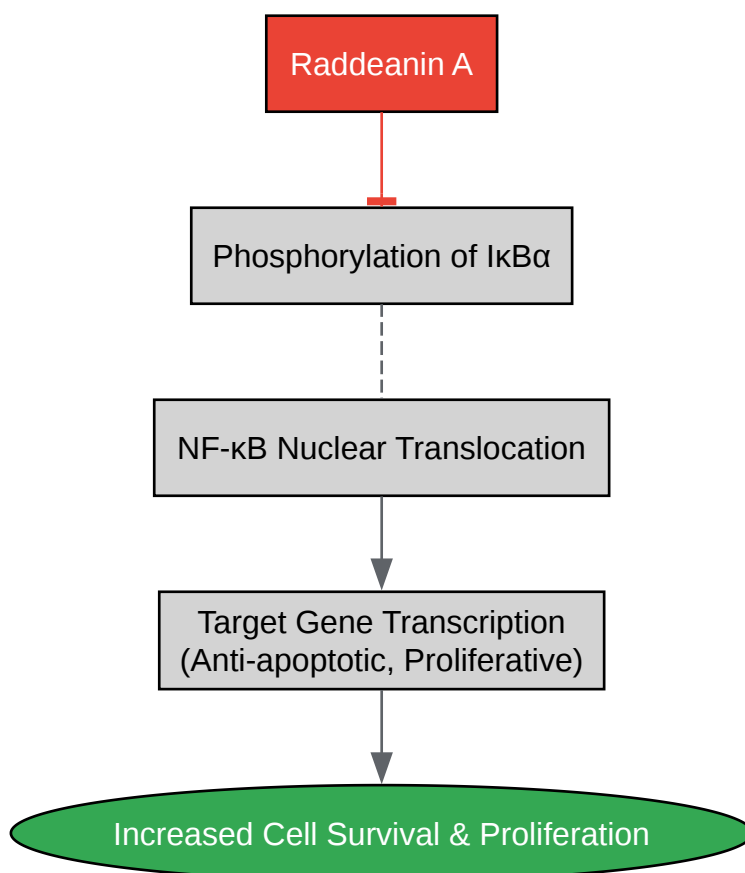 Raddeanin A
Phosphorylation of IκBα
NF-κB Nuclear Translocation
Target Gene Transcription
(Anti-apoptotic, Proliferative)
Increased Cell Survival & Proliferation